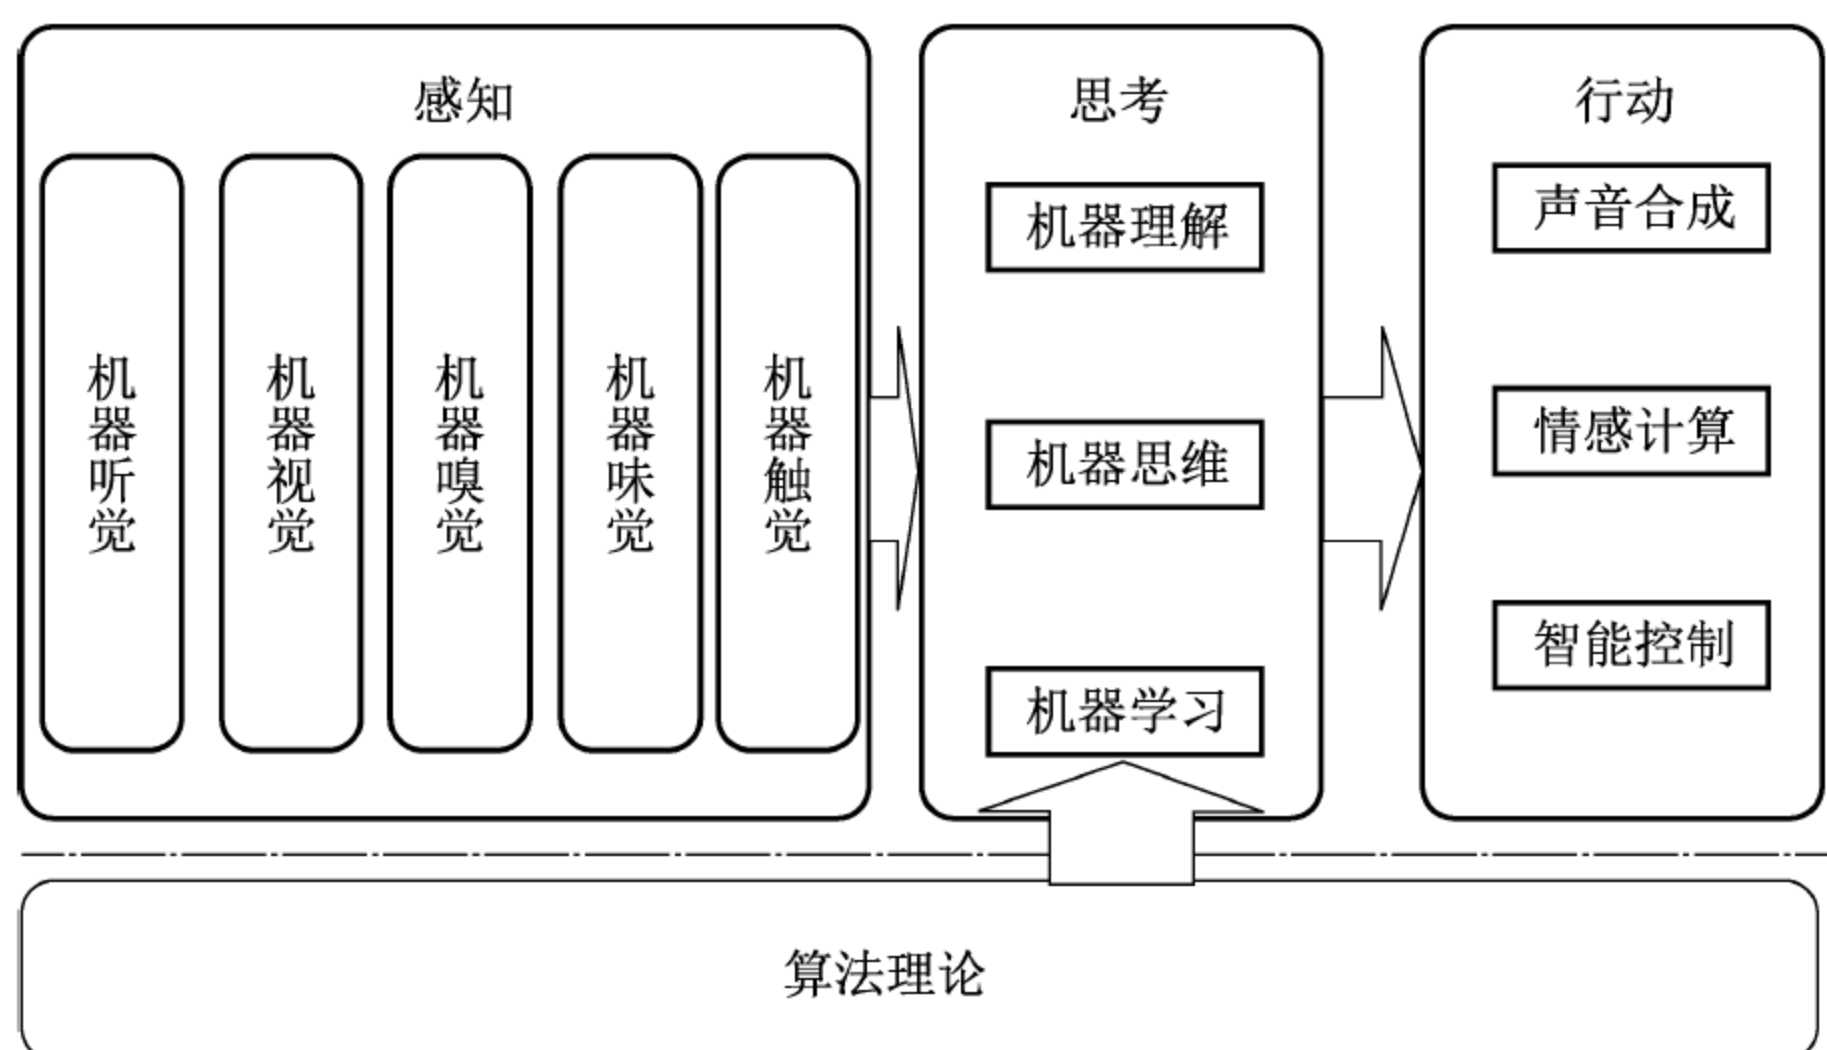 感知
机器听觉
机器视觉
机器嗅觉
机器味觉
机器触觉
思考
机器理解
机器思维
机器学习
行动
声音合成
情感计算
智能控制
算法理论